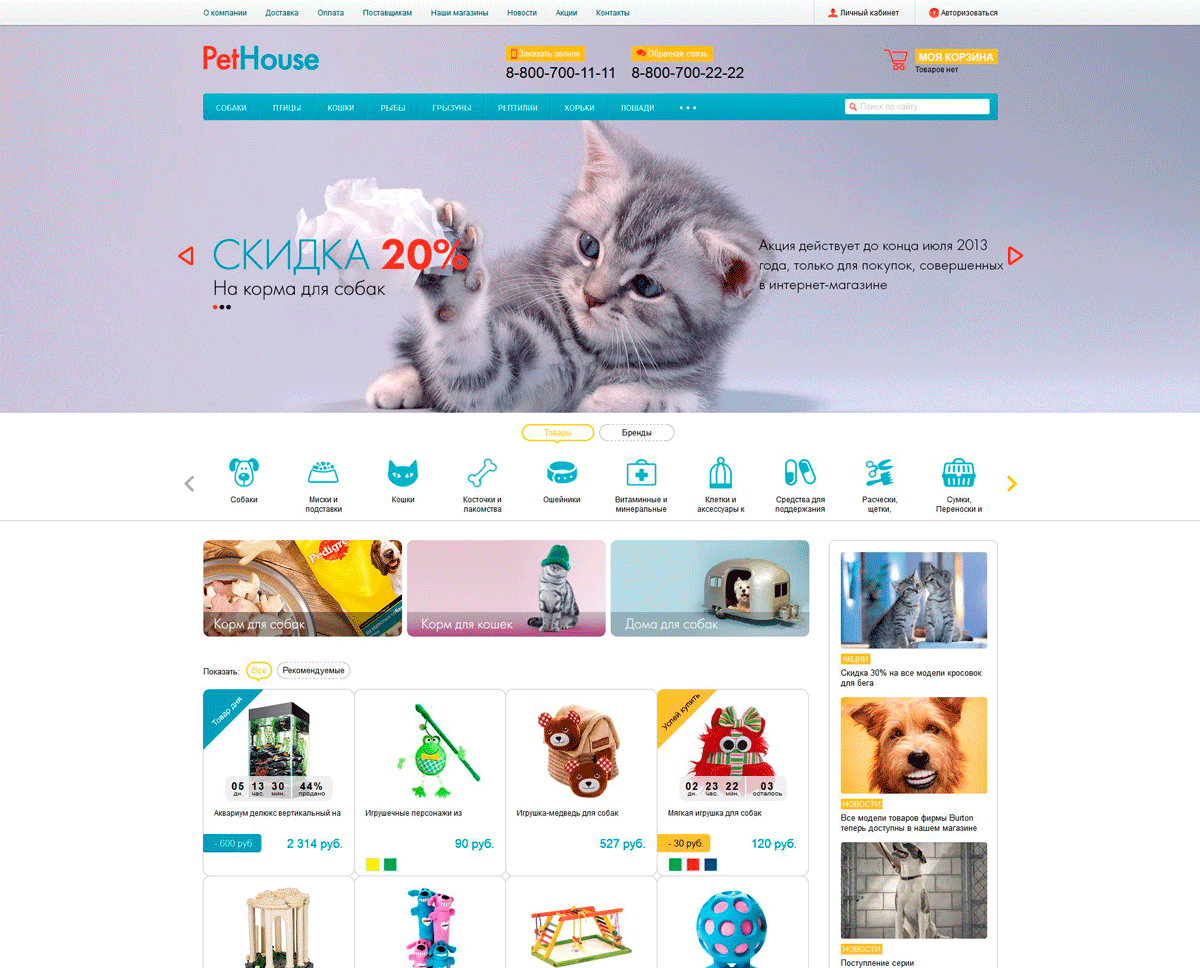 О компании Доставка Оплата Поставщикам Наши магазины Новости Акции Контакты Личный кабинет Авторизоваться
PetHouse
Заказать звонок Обратная связь МОЯ КОРЗИНА
8-800-700-11-11 8-800-700-22-22 Товаров нет
СОБАКИ ПТИЦЫ КОШКИ РЫБЫ ГРЫЗУНЫ РЕПТИЛИИ ХОРЬКИ ЛОШАДИ ••• Поиск по сайту
СКИДКА 20%
На корма для собак
Акция действует до конца июля 2013
года, только для покупок, совершенных
в интернет-магазине
Товары Бренды
Собаки
Миски и
подставки
Кошки
Косточки и
лакомства
Ошейники
Витаминные и
минеральные
Клетки и
аксессуары к
Средства для
поддержания
Расчески,
щетки,
Сумки,
Переноски и
Pedigree
Корм для собак
Корм для кошек
Дома для собак
Показать: Все Рекомендуемые
Товар дня
05 13 30 44%
дн. час. мин. продано
Аквариум делюкс вертикальный на
- 600 руб. 2 314 руб.
Игрушечные персонажи из
90 руб.
Игрушка-медведь для собак
527 руб.
Успей купить
02 23 22 03
дн. час. мин. осталось
Мягкая игрушка для собак
- 30 руб. 120 руб.
АКЦИИ
Скидка 30% на все модели кросовок
для бега
НОВОСТИ
Все модели товаров фирмы Burton
теперь доступны в нашем магазине
НОВОСТИ
Поступление серии